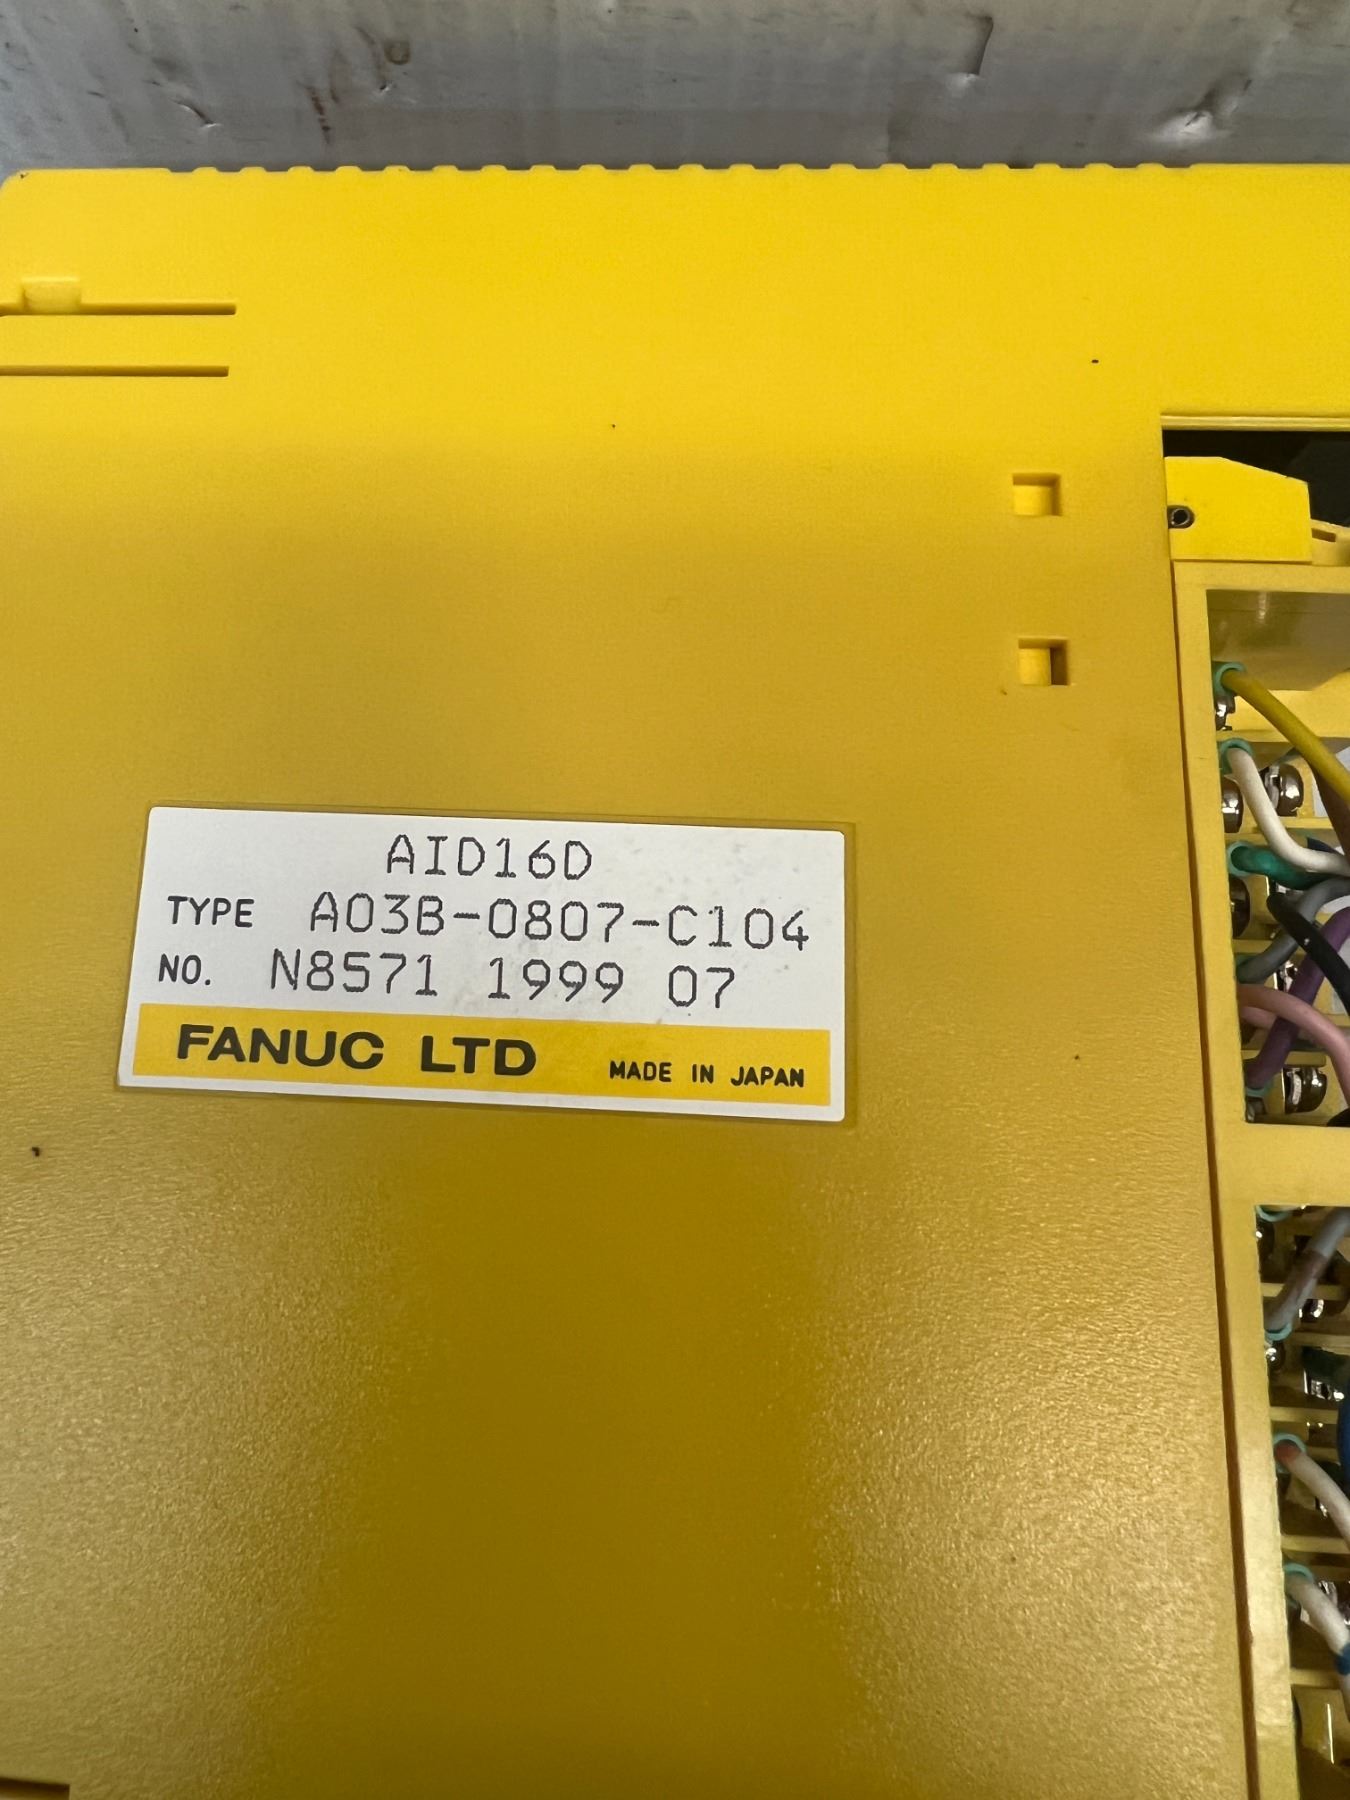 AID16D
TYPE A03B-0807-C104
NO. N8571 1999 07
FANUC LTD MADE IN JAPAN